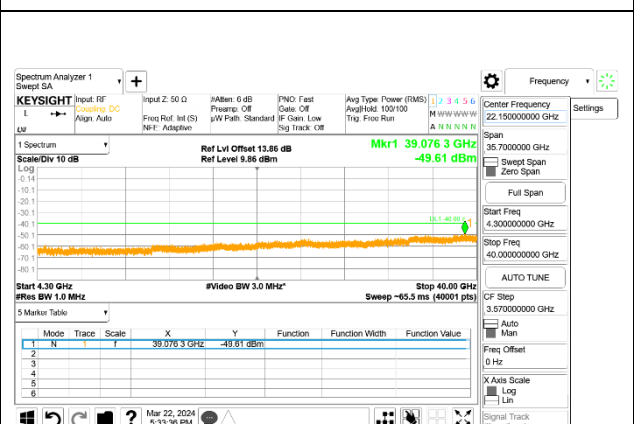 Spectrum Analyzer 1
Swept SA
Frequency
KEYSIGHT
Input: RF
Coupling: DC
Align: Auto
Input Z: 50 Ω
Freq Ref: Int (S)
NFE: Adaptive
#Atten: 6 dB
Preamp: Off
µW Path: Standard
PNO: Fast
Gate: Off
IF Gain: Low
Sig Track: Off
Avg Type: Power (RMS)
Avg|Hold: 100/100
Trig: Free Run
1 2 3 4 5 6
M W W W W W
A N N N N N
Center Frequency
22.150000000 GHz
Settings
Span
35.7000000 GHz
Swept Span
Zero Span
Full Span
Start Freq
4.300000000 GHz
Stop Freq
40.000000000 GHz
AUTO TUNE
CF Step
3.570000000 GHz
Auto
Man
Freq Offset
0 Hz
X Axis Scale
Log
Lin
Signal Track
1 Spectrum
Scale/Div 10 dB
Ref Lvl Offset 13.86 dB
Ref Level 9.86 dBm
Mkr1 39.076 3 GHz
-49.61 dBm
Log
-0.14
-10.1
-20.1
-30.1
-40.1
-50.1
-60.1
-70.1
-80.1
1
Start 4.30 GHz
#Res BW 1.0 MHz
#Video BW 3.0 MHz*
Stop 40.00 GHz
Sweep ~65.5 ms (40001 pts)
5 Marker Table
Mode Trace Scale X Y Function Function Width Function Value
1 N 1 f 39.076 3 GHz -49.61 dBm
2
3
4
5
6
Mar 22, 2024
5:33:36 PM